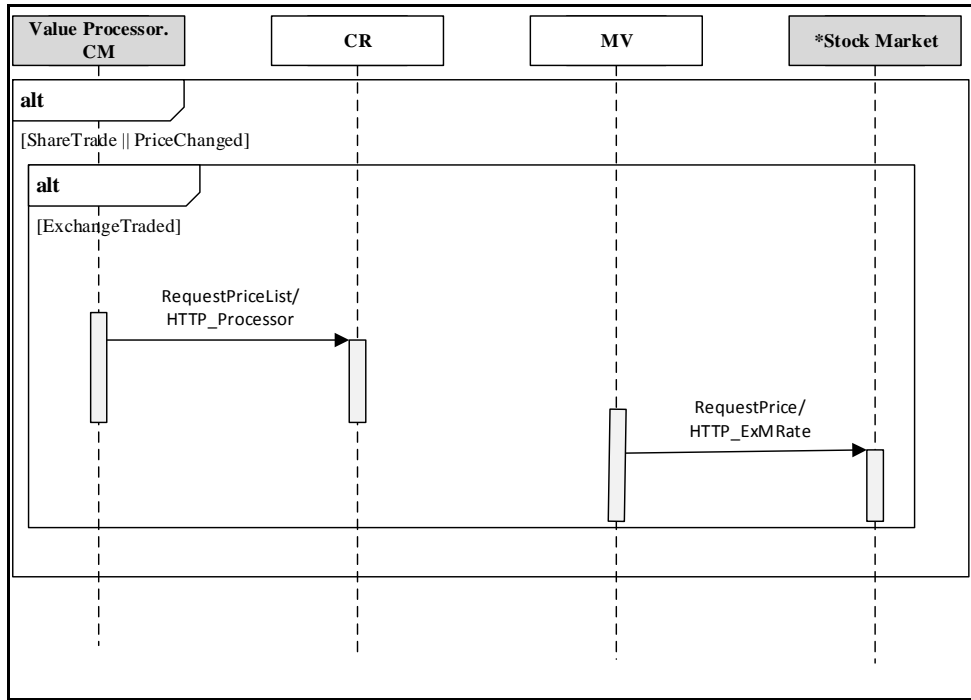 Value Processor.
CM
CR
MV
*Stock Market
alt
[ShareTrade || PriceChanged]
alt
[ExchangeTraded]
RequestPriceList/
HTTP_Processor
RequestPrice/
HTTP_ExMRate